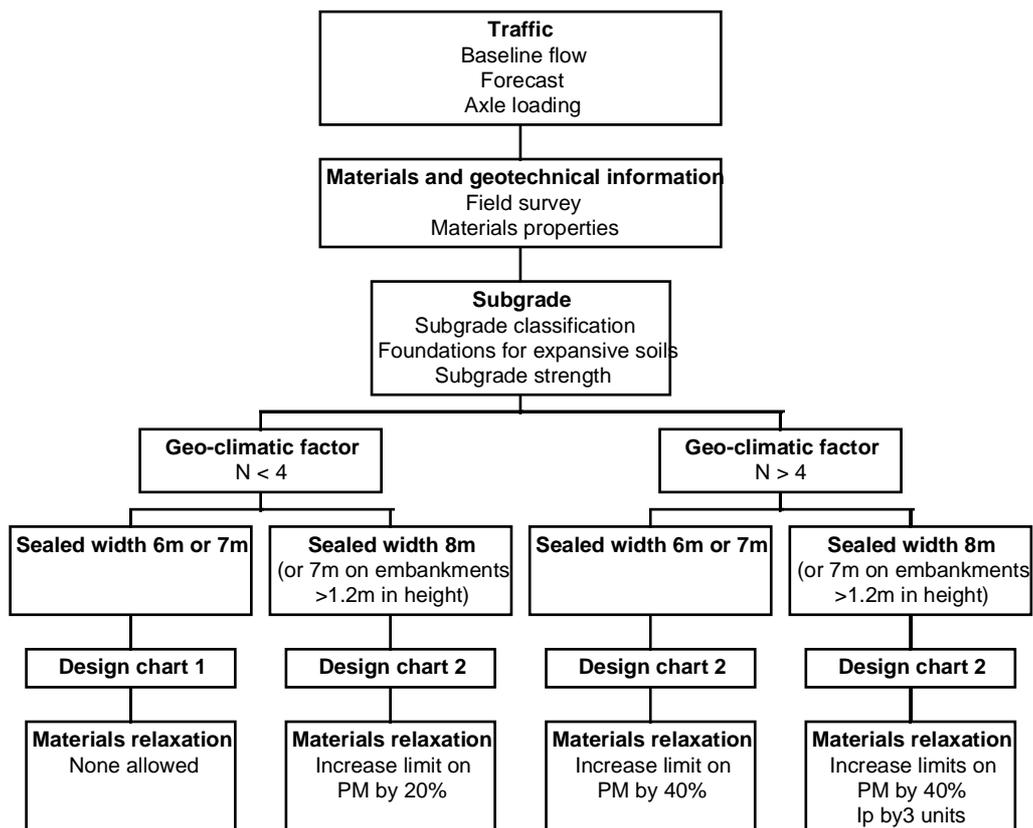 Traffic
Baseline flow
Forecast
Axle loading
Materials and geotechnical information
Field survey
Materials properties
Subgrade
Subgrade classification
Foundations for expansive soils
Subgrade strength
Geo-climatic factor
N < 4
Geo-climatic factor
N > 4
Sealed width 6m or 7m
Sealed width 8m
(or 7m on embankments
>1.2m in height)
Sealed width 6m or 7m
Sealed width 8m
(or 7m on embankments
>1.2m in height)
Design chart 1
Design chart 2
Design chart 2
Design chart 2
Materials relaxation
None allowed
Materials relaxation
Increase limit on
PM by 20%
Materials relaxation
Increase limit on
PM by 40%
Materials relaxation
Increase limits on
PM by 40%
Ip by3 units